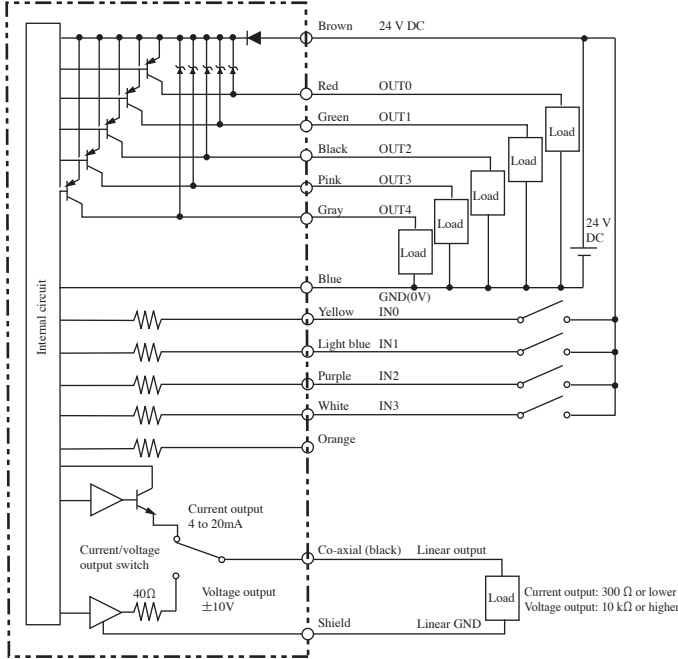 Brown 24 V DC
Red OUT0
Load
Green OUT1
Load
Black OUT2
Load
Pink OUT3
Load
Gray OUT4
Load
24 V
DC
Blue
GND(0V)
Internal circuit
Yellow IN0
Light blue IN1
Purple IN2
White IN3
Orange
Current output
4 to 20mA
Current/voltage
output switch
Co-axial (black) Linear output
40Ω
Voltage output
±10V
Load
Current output: 300 Ω or lower
Voltage output: 10 kΩ or higher
Shield Linear GND